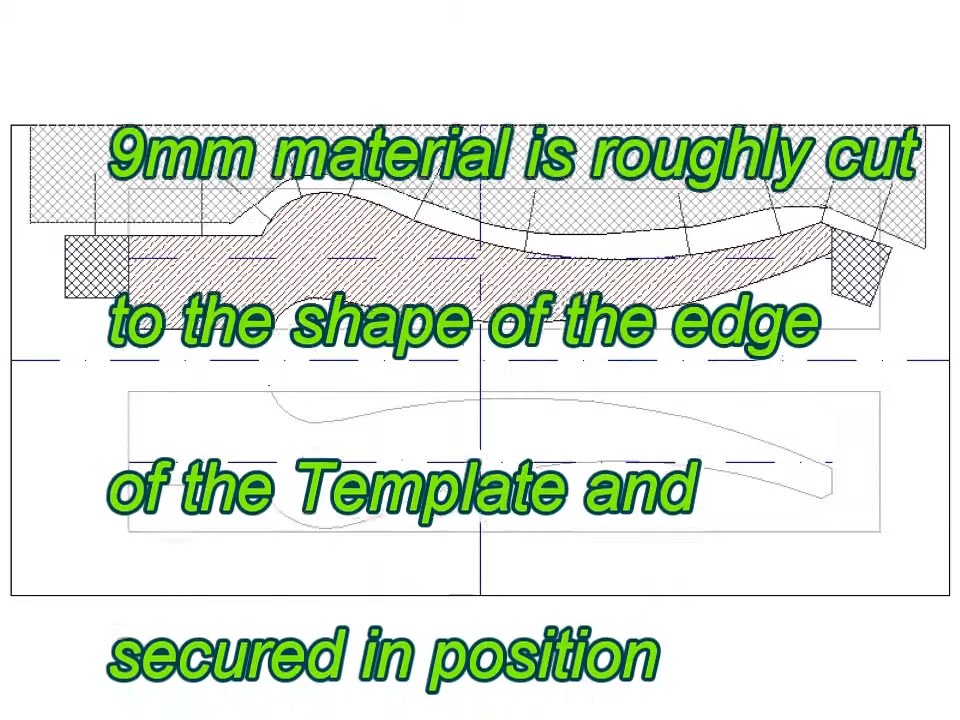 9mm material is roughly cut
to the shape of the edge
of the Template and
secured in position